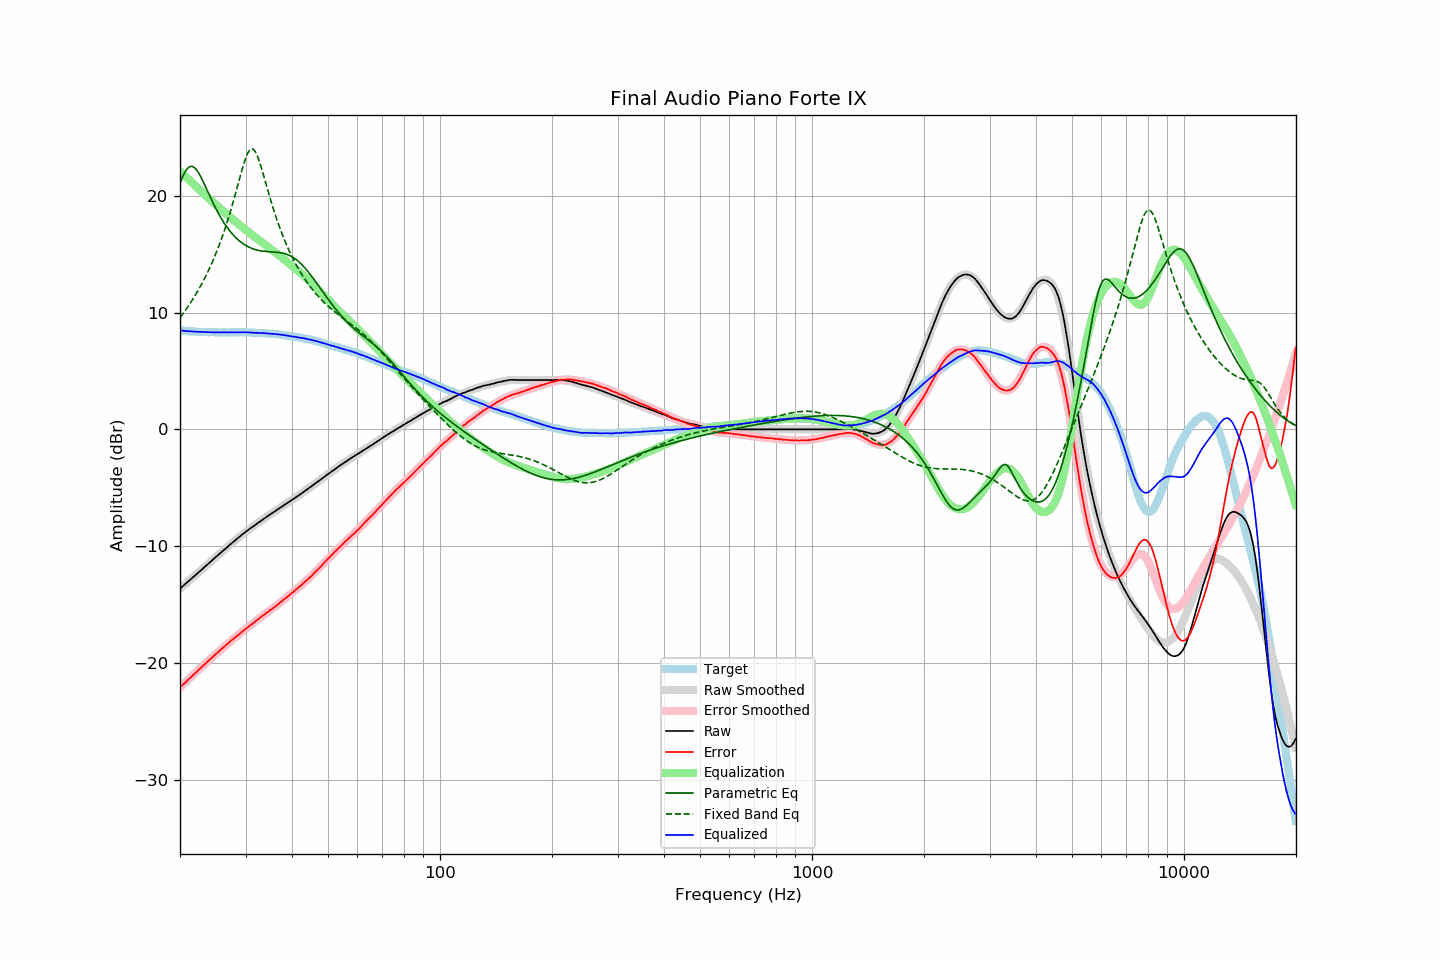 Final Audio Piano Forte IX
Amplitude (dBr)
20
10
0
−10
−20
−30
100
1000
10000
Frequency (Hz)
Target
Raw Smoothed
Error Smoothed
Raw
Error
Equalization
Parametric Eq
Fixed Band Eq
Equalized